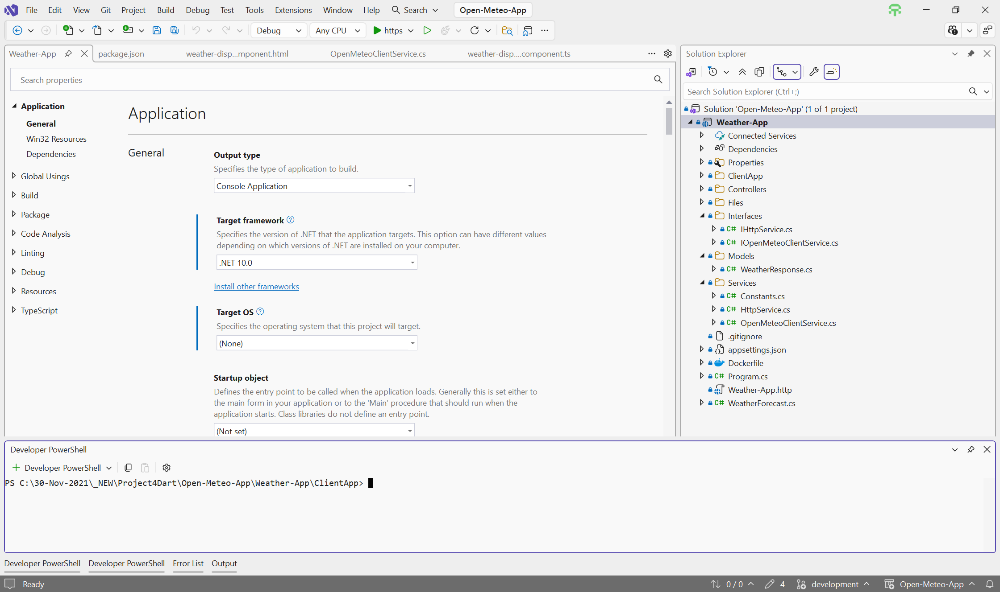 File Edit View Git Project Build Debug Test Tools Extensions Window Help Search Open-Meteo-App
Debug Any CPU https
Weather-App package.json weather-disp...mponent.html OpenMeteoClientService.cs weather-disp....component.ts
Search properties
Application
General
Win32 Resources
Dependencies
Global Usings
Build
Package
Code Analysis
Linting
Debug
Resources
TypeScript
Application
General
Output type
Specifies the type of application to build.
Console Application
Target framework
Specifies the version of .NET that the application targets. This option can have different values
depending on which versions of .NET are installed on your computer.
.NET 10.0
Install other frameworks
Target OS
Specifies the operating system that this project will target.
(None)
Startup object
Defines the entry point to be called when the application loads. Generally this is set either to
the main form in your application or to the 'Main' procedure that should run when the
application starts. Class libraries do not define an entry point.
(Not set)
Solution Explorer
Search Solution Explorer (Ctrl+;)
Solution 'Open-Meteo-App' (1 of 1 project)
Weather-App
Connected Services
Dependencies
Properties
ClientApp
Controllers
Files
Interfaces
C# IHttpService.cs
C# IOpenMeteoClientService.cs
Models
C# WeatherResponse.cs
Services
C# Constants.cs
C# HttpService.cs
C# OpenMeteoClientService.cs
.gitignore
appsettings.json
Dockerfile
C# Program.cs
Weather-App.http
C# WeatherForecast.cs
Developer PowerShell
Developer PowerShell
PS C:\30-Nov-2021\_NEW\Project4Dart\Open-Meteo-App\Weather-App\ClientApp>
Developer PowerShell Developer PowerShell Error List Output
Ready 0 / 0 4 development Open-Meteo-App